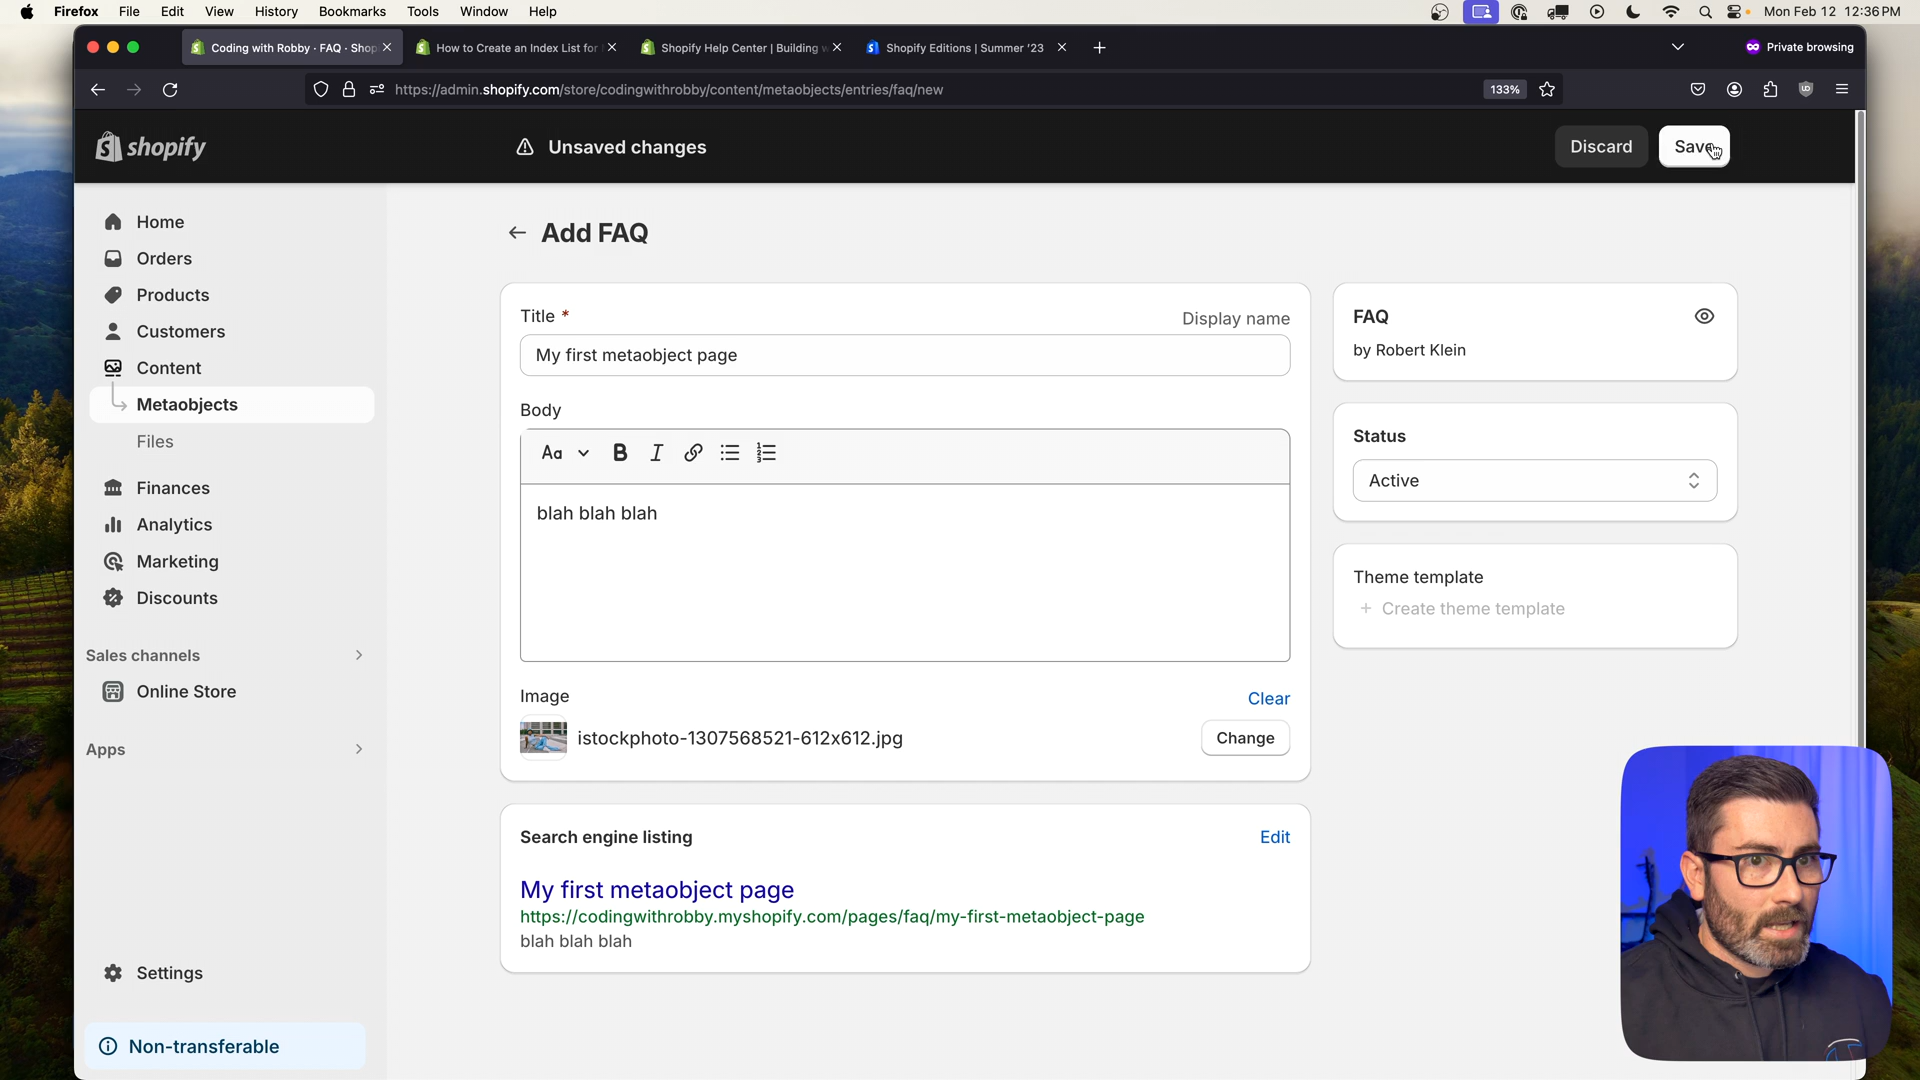 Firefox File Edit View History Bookmarks Tools Window Help Mon Feb 12 12:36 PM
Coding with Robby · FAQ · Shop How to Create an Index List for Shopify Help Center | Building w Shopify Editions | Summer '23 Private browsing
https://admin.shopify.com/store/codingwithrobby/content/metaobjects/entries/faq/new 133%
shopify Unsaved changes Discard Save
Home
Orders
Products
Customers
Content
Metaobjects
Files
Finances
Analytics
Marketing
Discounts
Sales channels
Online Store
Apps
Settings
Non-transferable
Add FAQ
Title * Display name
My first metaobject page
Body
Aa B I
blah blah blah
Image Clear
istockphoto-1307568521-612x612.jpg Change
Search engine listing Edit
My first metaobject page
https://codingwithrobby.myshopify.com/pages/faq/my-first-metaobject-page
blah blah blah
FAQ
by Robert Klein
Status
Active
Theme template
+ Create theme template